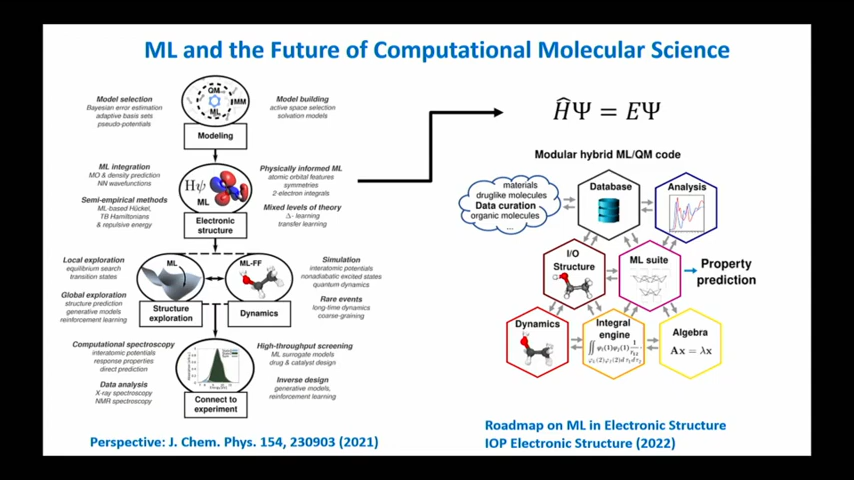 ML and the Future of Computational Molecular Science
QM
MM
ML
Modeling
Model selection
Bayesian error estimation
adaptive basis sets
pseudo-potentials
Model building
active space selection
solvation models
ML integration
MO & density prediction
NN wavefunctions
Semi-empirical methods
ML-based Hückel,
TB Hamiltonians
& repulsive energy
Hψ
ML
Electronic
structure
Physically informed ML
atomic orbital features
symmetries
2-electron integrals
Mixed levels of theory
Δ- learning
transfer learning
Local exploration
equilibrium search
transition states
Global exploration
structure prediction
generative models
reinforcement learning
ML
Structure
exploration
ML-FF
Dynamics
Simulation
interatomic potentials
nonadiabatic excited states
quantum dynamics
Rare events
long-time dynamics
coarse-graining
Computational spectroscopy
interatomic potentials
response properties
direct prediction
Data analysis
X-ray spectroscopy
NMR spectroscopy
Connect to
experiment
High-throughput screening
ML surrogate models
drug & catalyst design
Inverse design
generative models,
reinforcement learning
Perspective: J. Chem. Phys. 154, 230903 (2021)
ĤΨ = EΨ
Modular hybrid ML/QM code
materials
druglike molecules
Data curation
organic molecules
...
Database
Analysis
I/O
Structure
ML suite
Property
prediction
Dynamics
Integral
engine
Algebra
Ax = λx
Roadmap on ML in Electronic Structure
IOP Electronic Structure (2022)